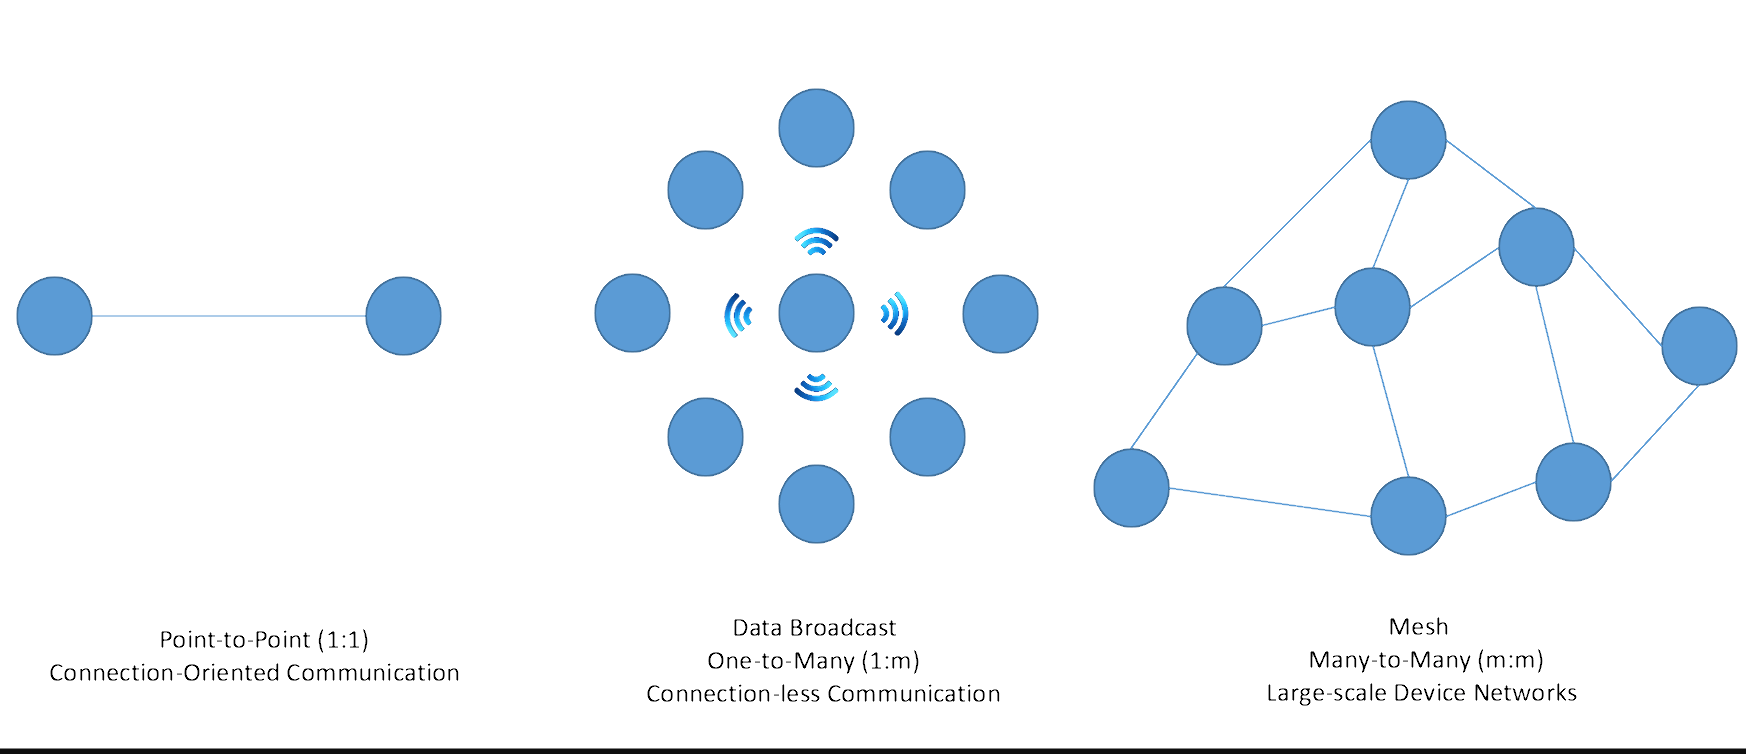 Point-to-Point (1:1)
Connection-Oriented Communication
Data Broadcast
One-to-Many (1:m)
Connection-less Communication
Mesh
Many-to-Many (m:m)
Large-scale Device Networks